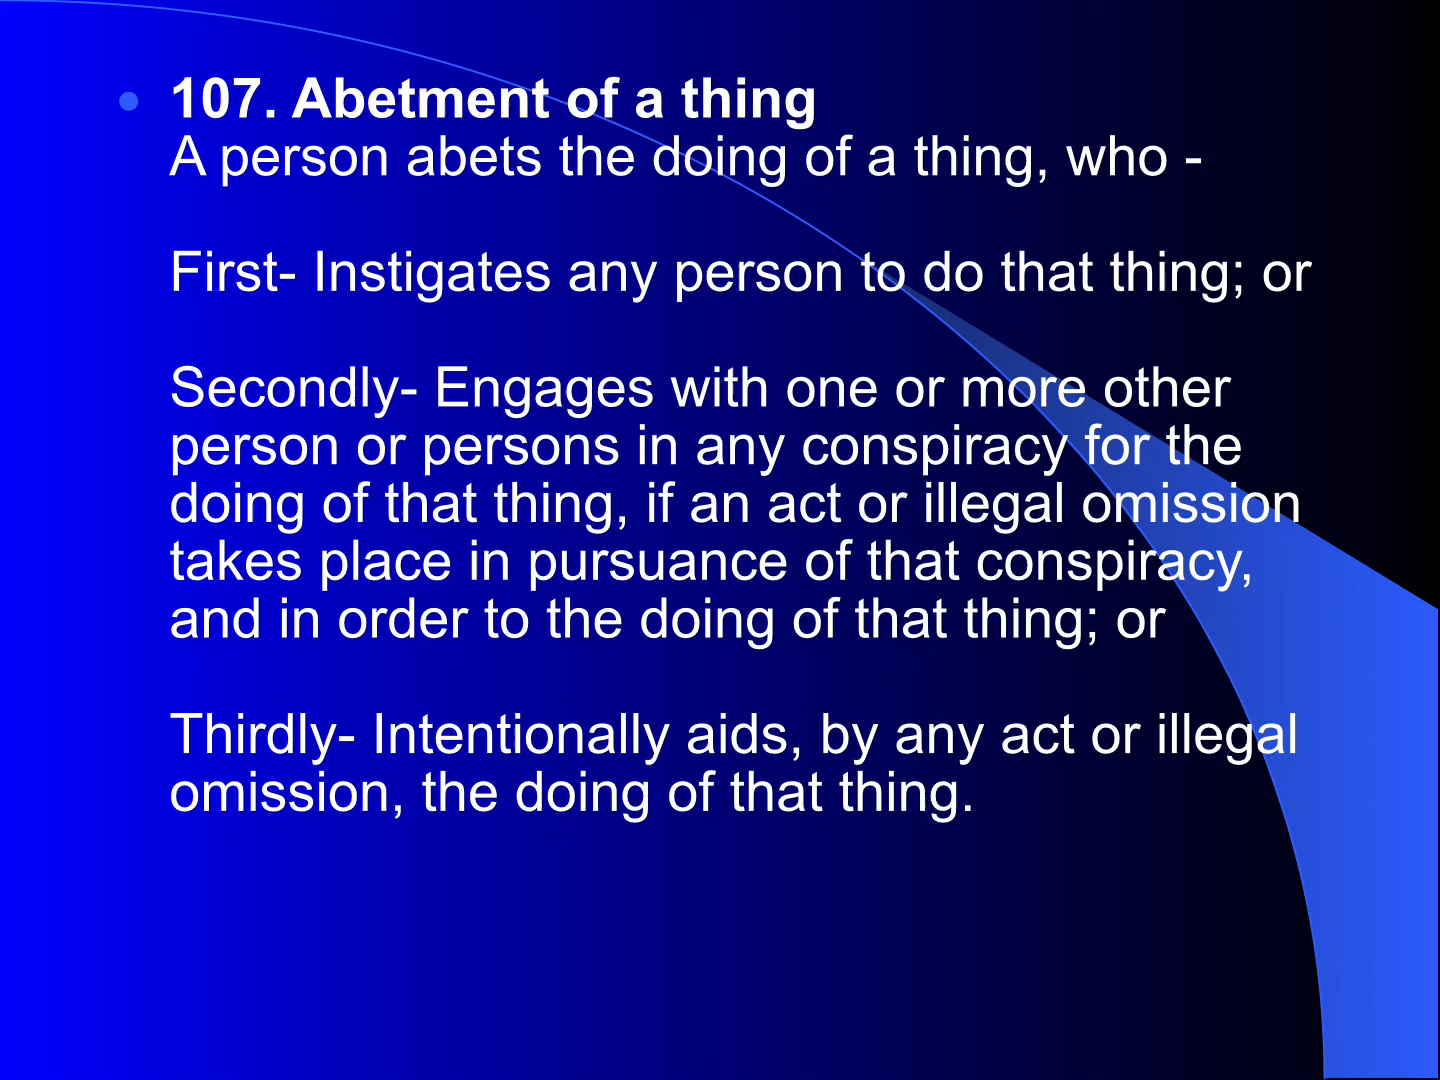 107. Abetment of a thing
A person abets the doing of a thing, who -
First- Instigates any person to do that thing; or
Secondly- Engages with one or more other
person or persons in any conspiracy for the
doing of that thing, if an act or illegal omission
takes place in pursuance of that conspiracy,
and in order to the doing of that thing; or
Thirdly- Intentionally aids, by any act or illegal
omission, the doing of that thing.